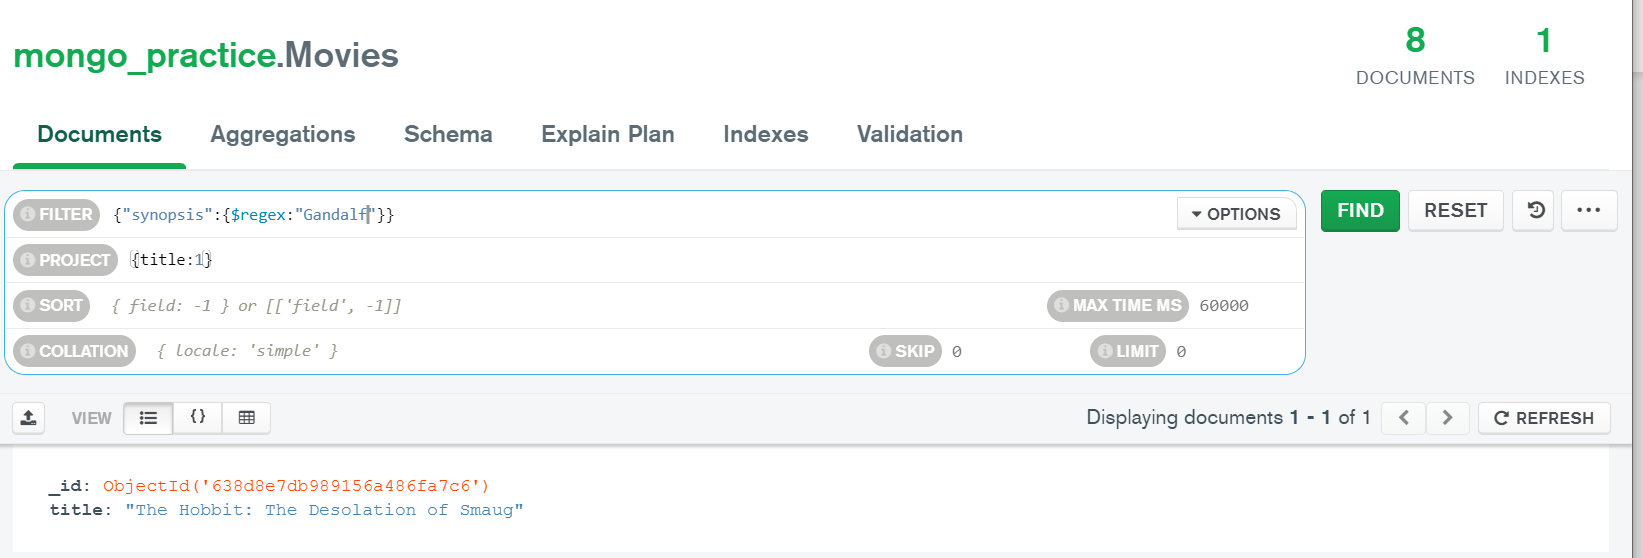 mongo_practice.Movies
8
DOCUMENTS
1
INDEXES
Documents Aggregations Schema Explain Plan Indexes Validation
FILTER {"synopsis":{$regex:"Gandalf"}} OPTIONS FIND RESET
PROJECT {title:1}
SORT { field: -1 } or [['field', -1]] MAX TIME MS 60000
COLLATION { locale: 'simple' } SKIP 0 LIMIT 0
VIEW {} Displaying documents 1 - 1 of 1 < > REFRESH
_id: ObjectId('638d8e7db989156a486fa7c6')
title: "The Hobbit: The Desolation of Smaug"